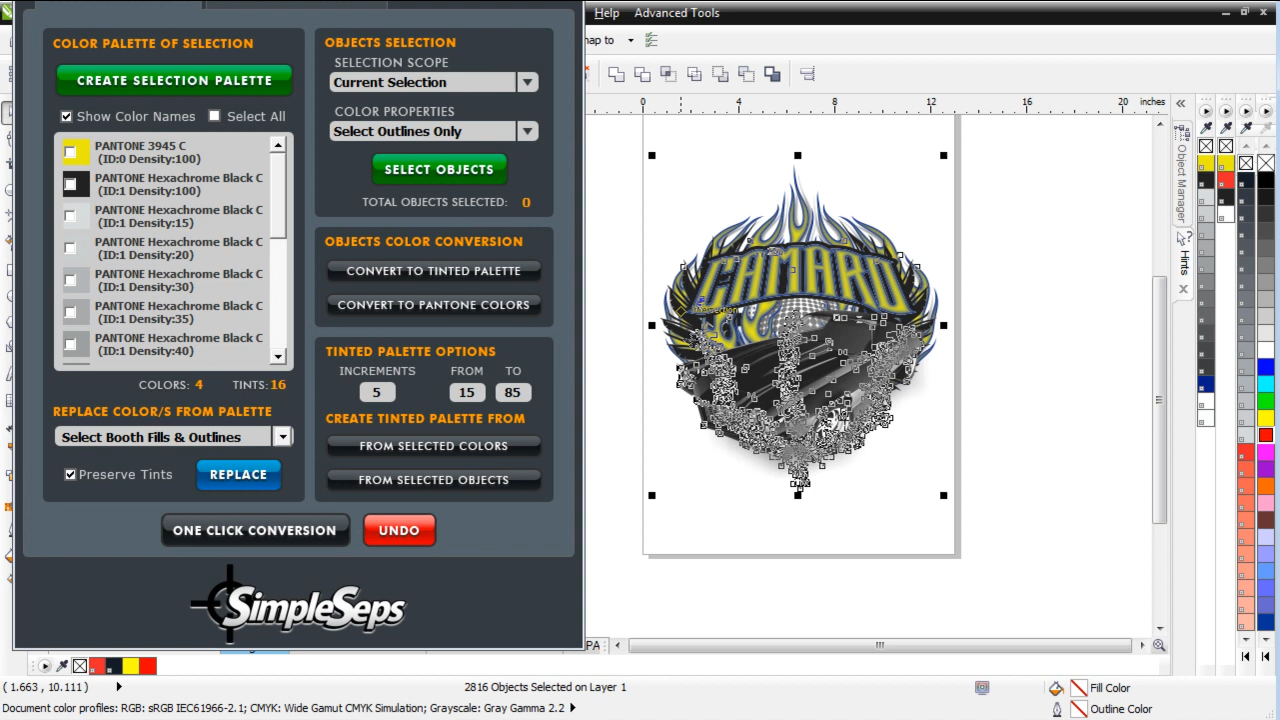 COLOR PALETTE OF SELECTION
CREATE SELECTION PALETTE
Show Color Names Select All
PANTONE 3945 C
(ID:0 Density:100)
PANTONE Hexachrome Black C
(ID:1 Density:100)
PANTONE Hexachrome Black C
(ID:1 Density:15)
PANTONE Hexachrome Black C
(ID:1 Density:20)
PANTONE Hexachrome Black C
(ID:1 Density:30)
PANTONE Hexachrome Black C
(ID:1 Density:35)
PANTONE Hexachrome Black C
(ID:1 Density:40)
COLORS: 4 TINTS: 16
REPLACE COLOR/S FROM PALETTE
Select Booth Fills & Outlines
Preserve Tints REPLACE
OBJECTS SELECTION
SELECTION SCOPE
Current Selection
COLOR PROPERTIES
Select Outlines Only
SELECT OBJECTS
TOTAL OBJECTS SELECTED: 0
OBJECTS COLOR CONVERSION
CONVERT TO TINTED PALETTE
CONVERT TO PANTONE COLORS
TINTED PALETTE OPTIONS
INCREMENTS FROM TO
5 15 85
CREATE TINTED PALETTE FROM
FROM SELECTED COLORS
FROM SELECTED OBJECTS
ONE CLICK CONVERSION UNDO
SimpleSeps
Help Advanced Tools
nap to
0 4 8 12 16 20 inches
CAMARO
Object Manager
Hints
PA
(1.663, 10.111) 2816 Objects Selected on Layer 1 Fill Color
Document color profiles: RGB: sRGB IEC61966-2.1; CMYK: Wide Gamut CMYK Simulation; Grayscale: Gray Gamma 2.2 Outline Color